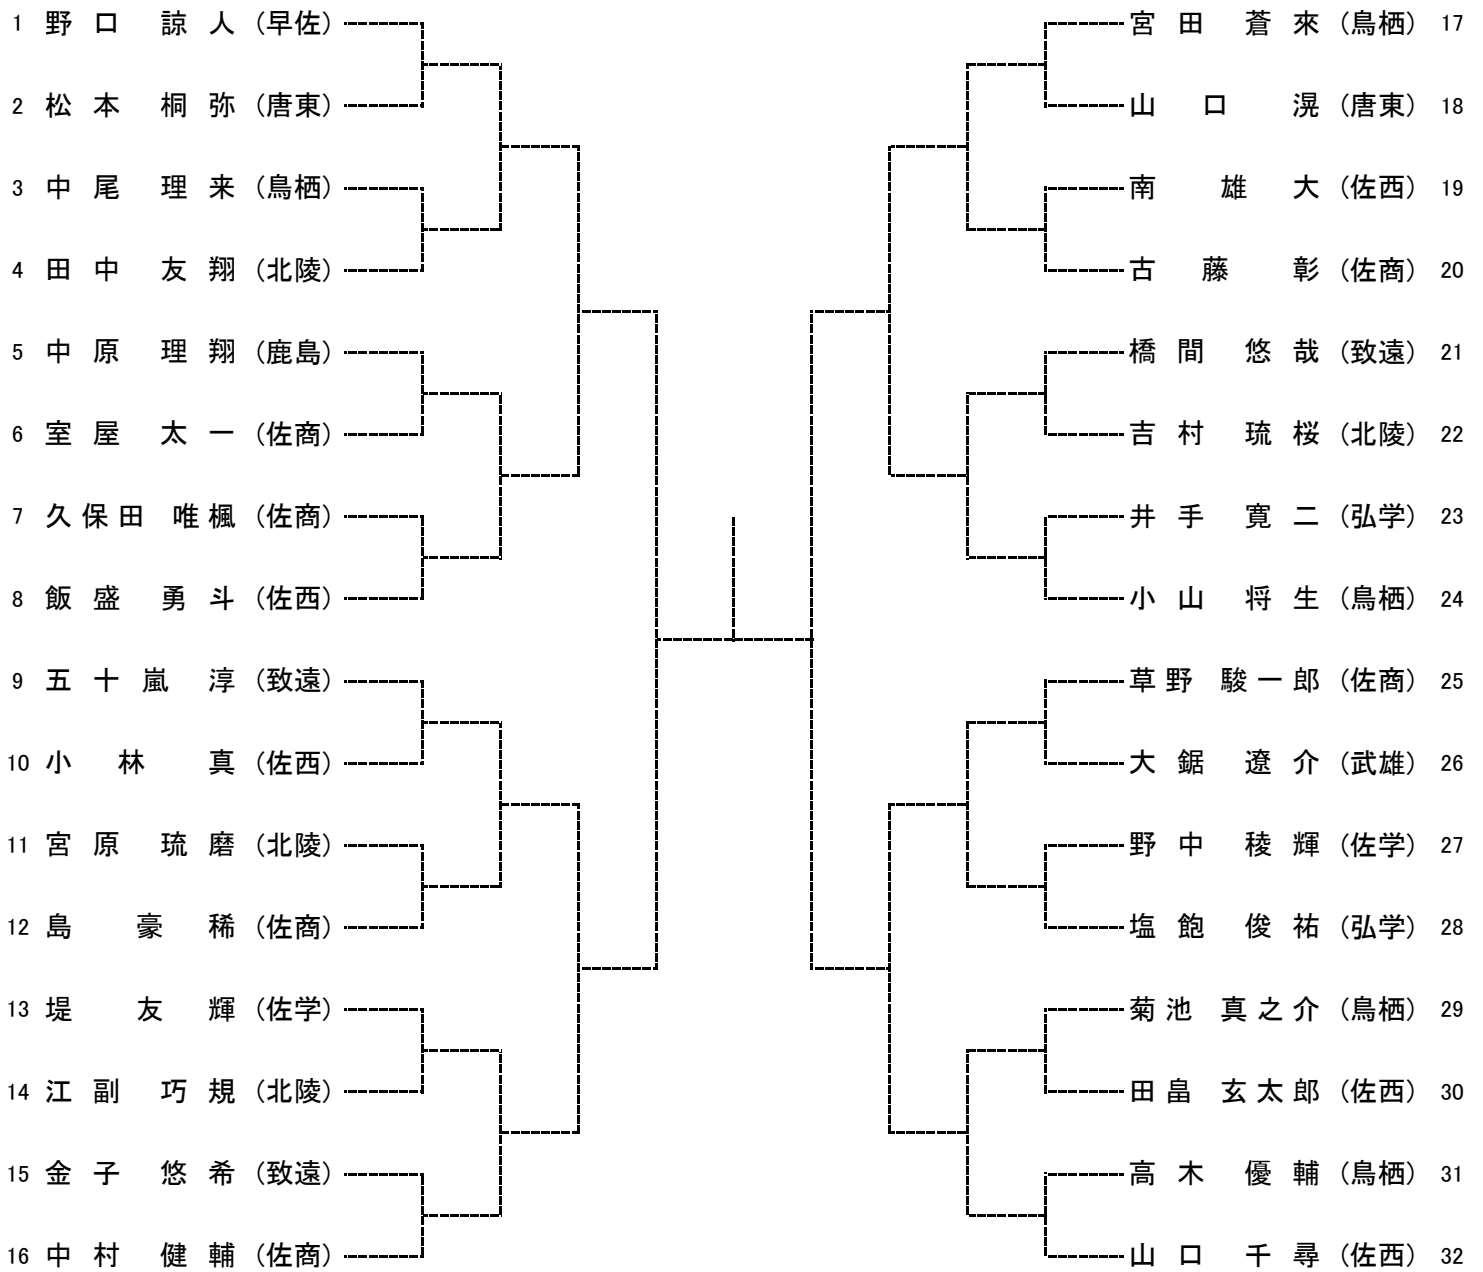 1 野口 諒人 (早佐)
2 松本 桐弥 (唐東)
3 中尾 理来 (鳥栖)
4 田中 友翔 (北陵)
5 中原 理翔 (鹿島)
6 室屋 太一 (佐商)
7 久保田 唯楓 (佐商)
8 飯盛 勇斗 (佐西)
9 五十嵐 淳 (致遠)
10 小林 真 (佐西)
11 宮原 琉磨 (北陵)
12 島 豪稀 (佐商)
13 堤 友輝 (佐学)
14 江副 巧規 (北陵)
15 金子 悠希 (致遠)
16 中村 健輔 (佐商)
宮田 蒼來 (鳥栖) 17
山口 滉 (唐東) 18
南 雄大 (佐西) 19
古藤 彰 (佐商) 20
橋間 悠哉 (致遠) 21
吉村 琉桜 (北陵) 22
井手 寛二 (弘学) 23
小山 将生 (鳥栖) 24
草野 駿一郎 (佐商) 25
大鋸 遼介 (武雄) 26
野中 稜輝 (佐学) 27
塩飽 俊祐 (弘学) 28
菊池 真之介 (鳥栖) 29
田畠 玄太郎 (佐西) 30
高木 優輔 (鳥栖) 31
山口 千尋 (佐西) 32